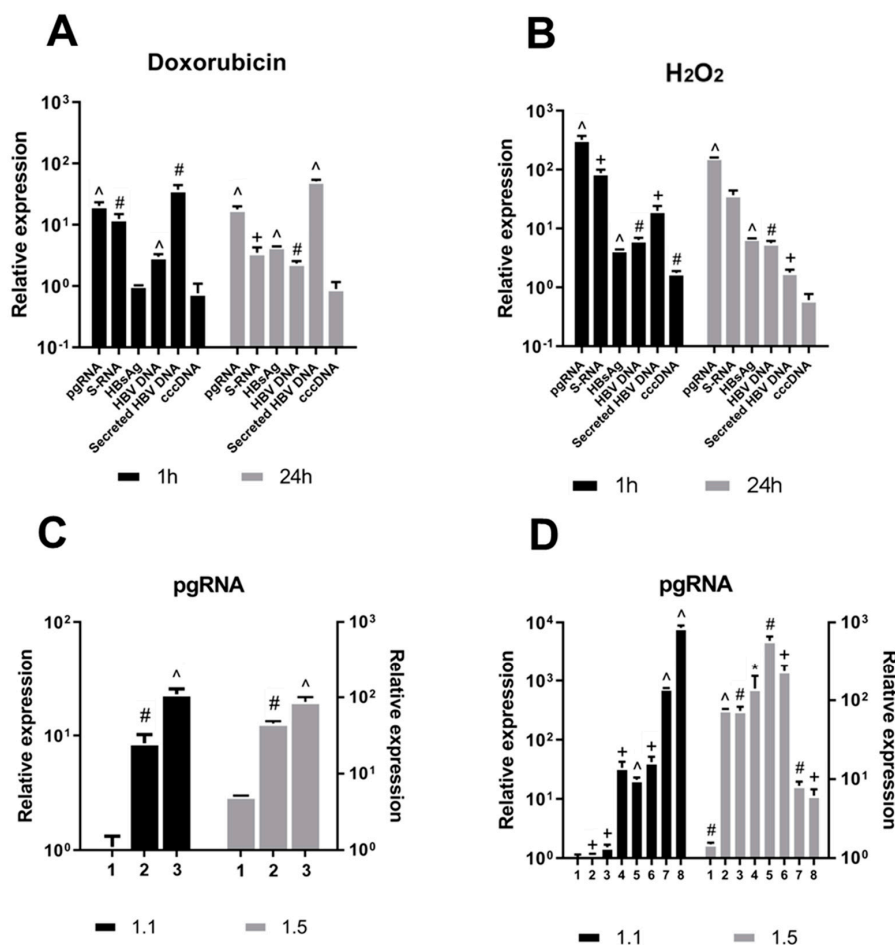 A
Doxorubicin
Relative expression
10³
10²
10¹
10⁰
10⁻¹
^ # ^ ^ # ^ + ^ # ^
pgRNA S-RNA HBsAg HBV DNA Secreted HBV DNA cccDNA pgRNA S-RNA HBsAg HBV DNA Secreted HBV DNA cccDNA
1h 24h
B
H₂O₂
Relative expression
10³
10²
10¹
10⁰
10⁻¹
^ + ^ # + # ^ ^ # +
pgRNA S-RNA HBsAg HBV DNA Secreted HBV DNA cccDNA pgRNA S-RNA HBsAg HBV DNA Secreted HBV DNA cccDNA
1h 24h
C
pgRNA
Relative expression
10²
10¹
10⁰
# ^ # ^
1 2 3 1 2 3
10³
10²
10¹
10⁰
Relative expression
1.1 1.5
D
pgRNA
Relative expression
10⁴
10³
10²
10¹
10⁰
+ + + ^ + ^ ^ # ^ # * # + # +
1 2 3 4 5 6 7 8 1 2 3 4 5 6 7 8
10³
10²
10¹
10⁰
Relative expression
1.1 1.5